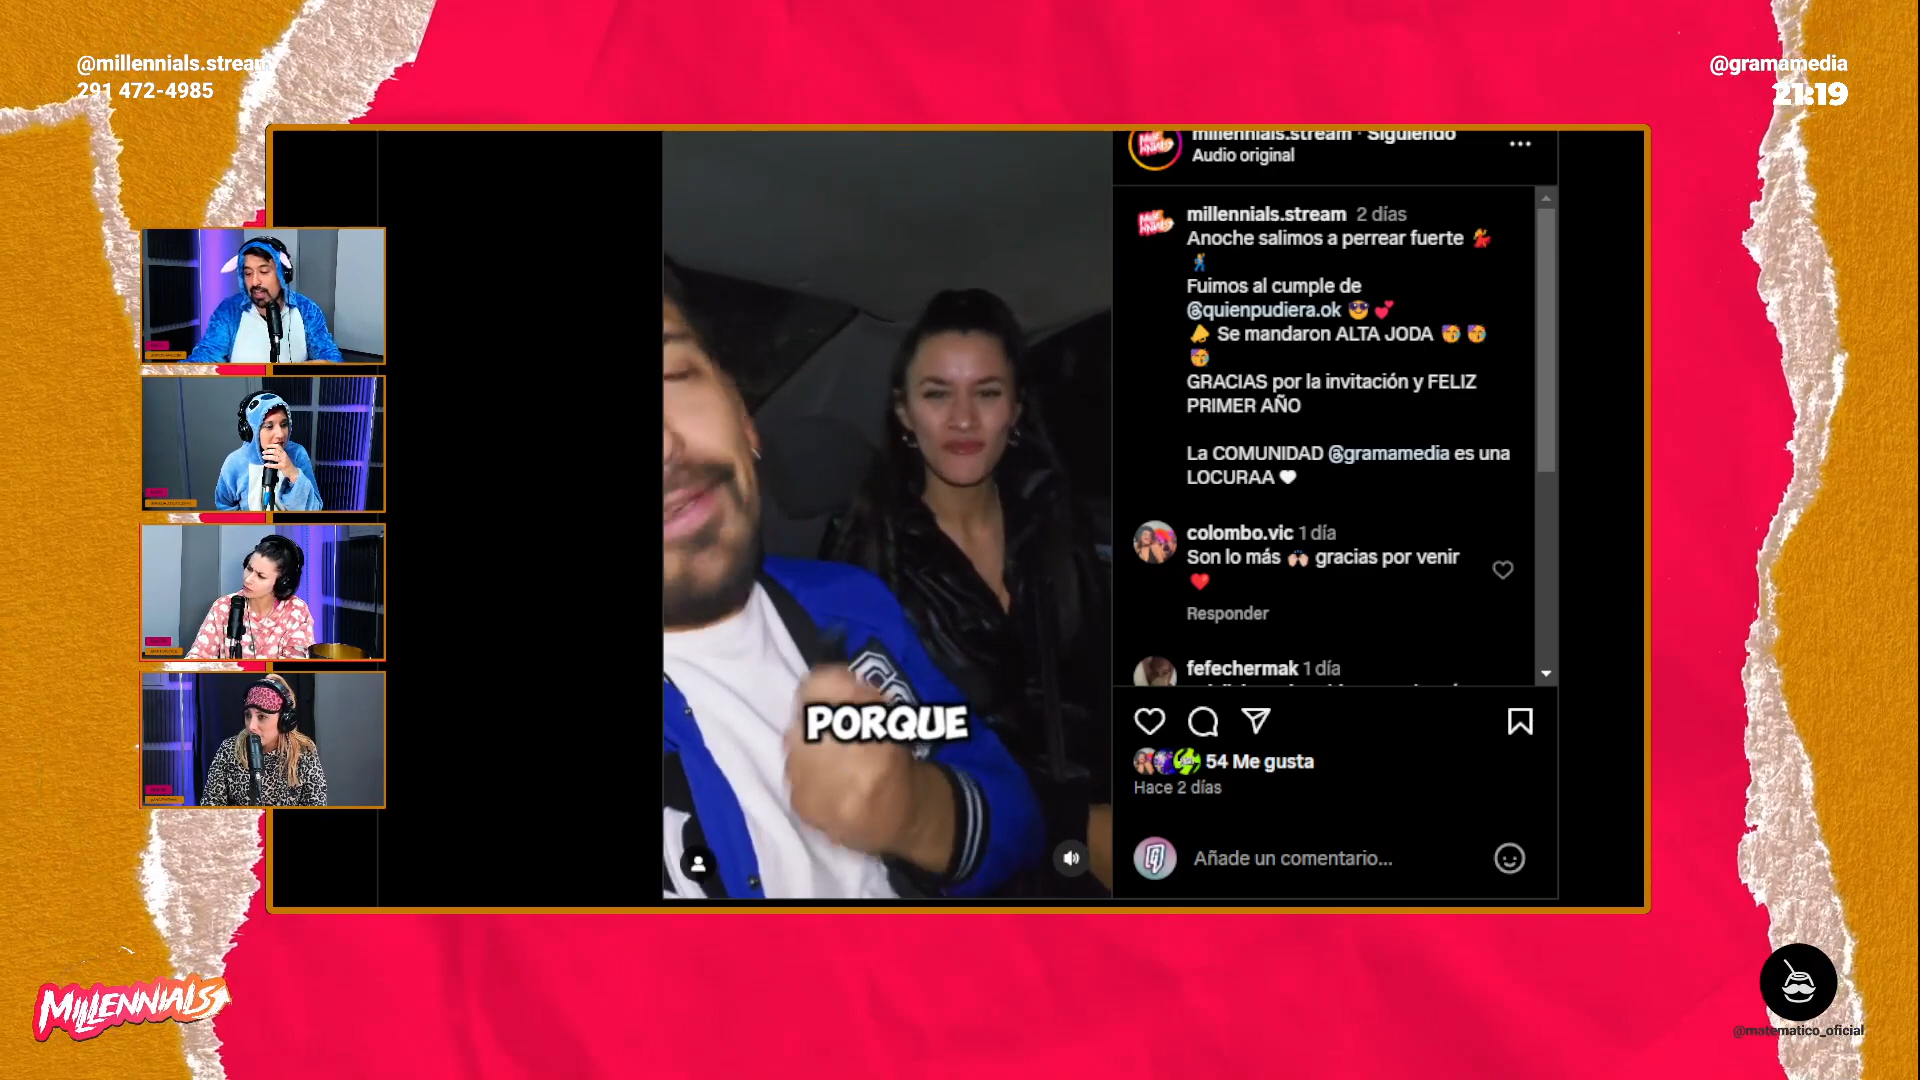 @millennials.stream
291 472-4985
@gramamedia
21:19
millennials.stream · Siguiendo
Audio original
millennials.stream 2 días
Anoche salimos a perrear fuerte 💃
🕺
Fuimos al cumple de
@quienpudiera.ok 😎 💕
📣 Se mandaron ALTA JODA 🥳 🥳
🥳
GRACIAS por la invitación y FELIZ
PRIMER AÑO
La COMUNIDAD @gramamedia es una
LOCURAA 🤍
colombo.vic 1 día
Son lo más 🙌🏻 gracias por venir
❤️
Responder
fefechermak 1 día
PORQUE
54 Me gusta
Hace 2 días
Añade un comentario...
MILLENNIALS
@matematico_oficial